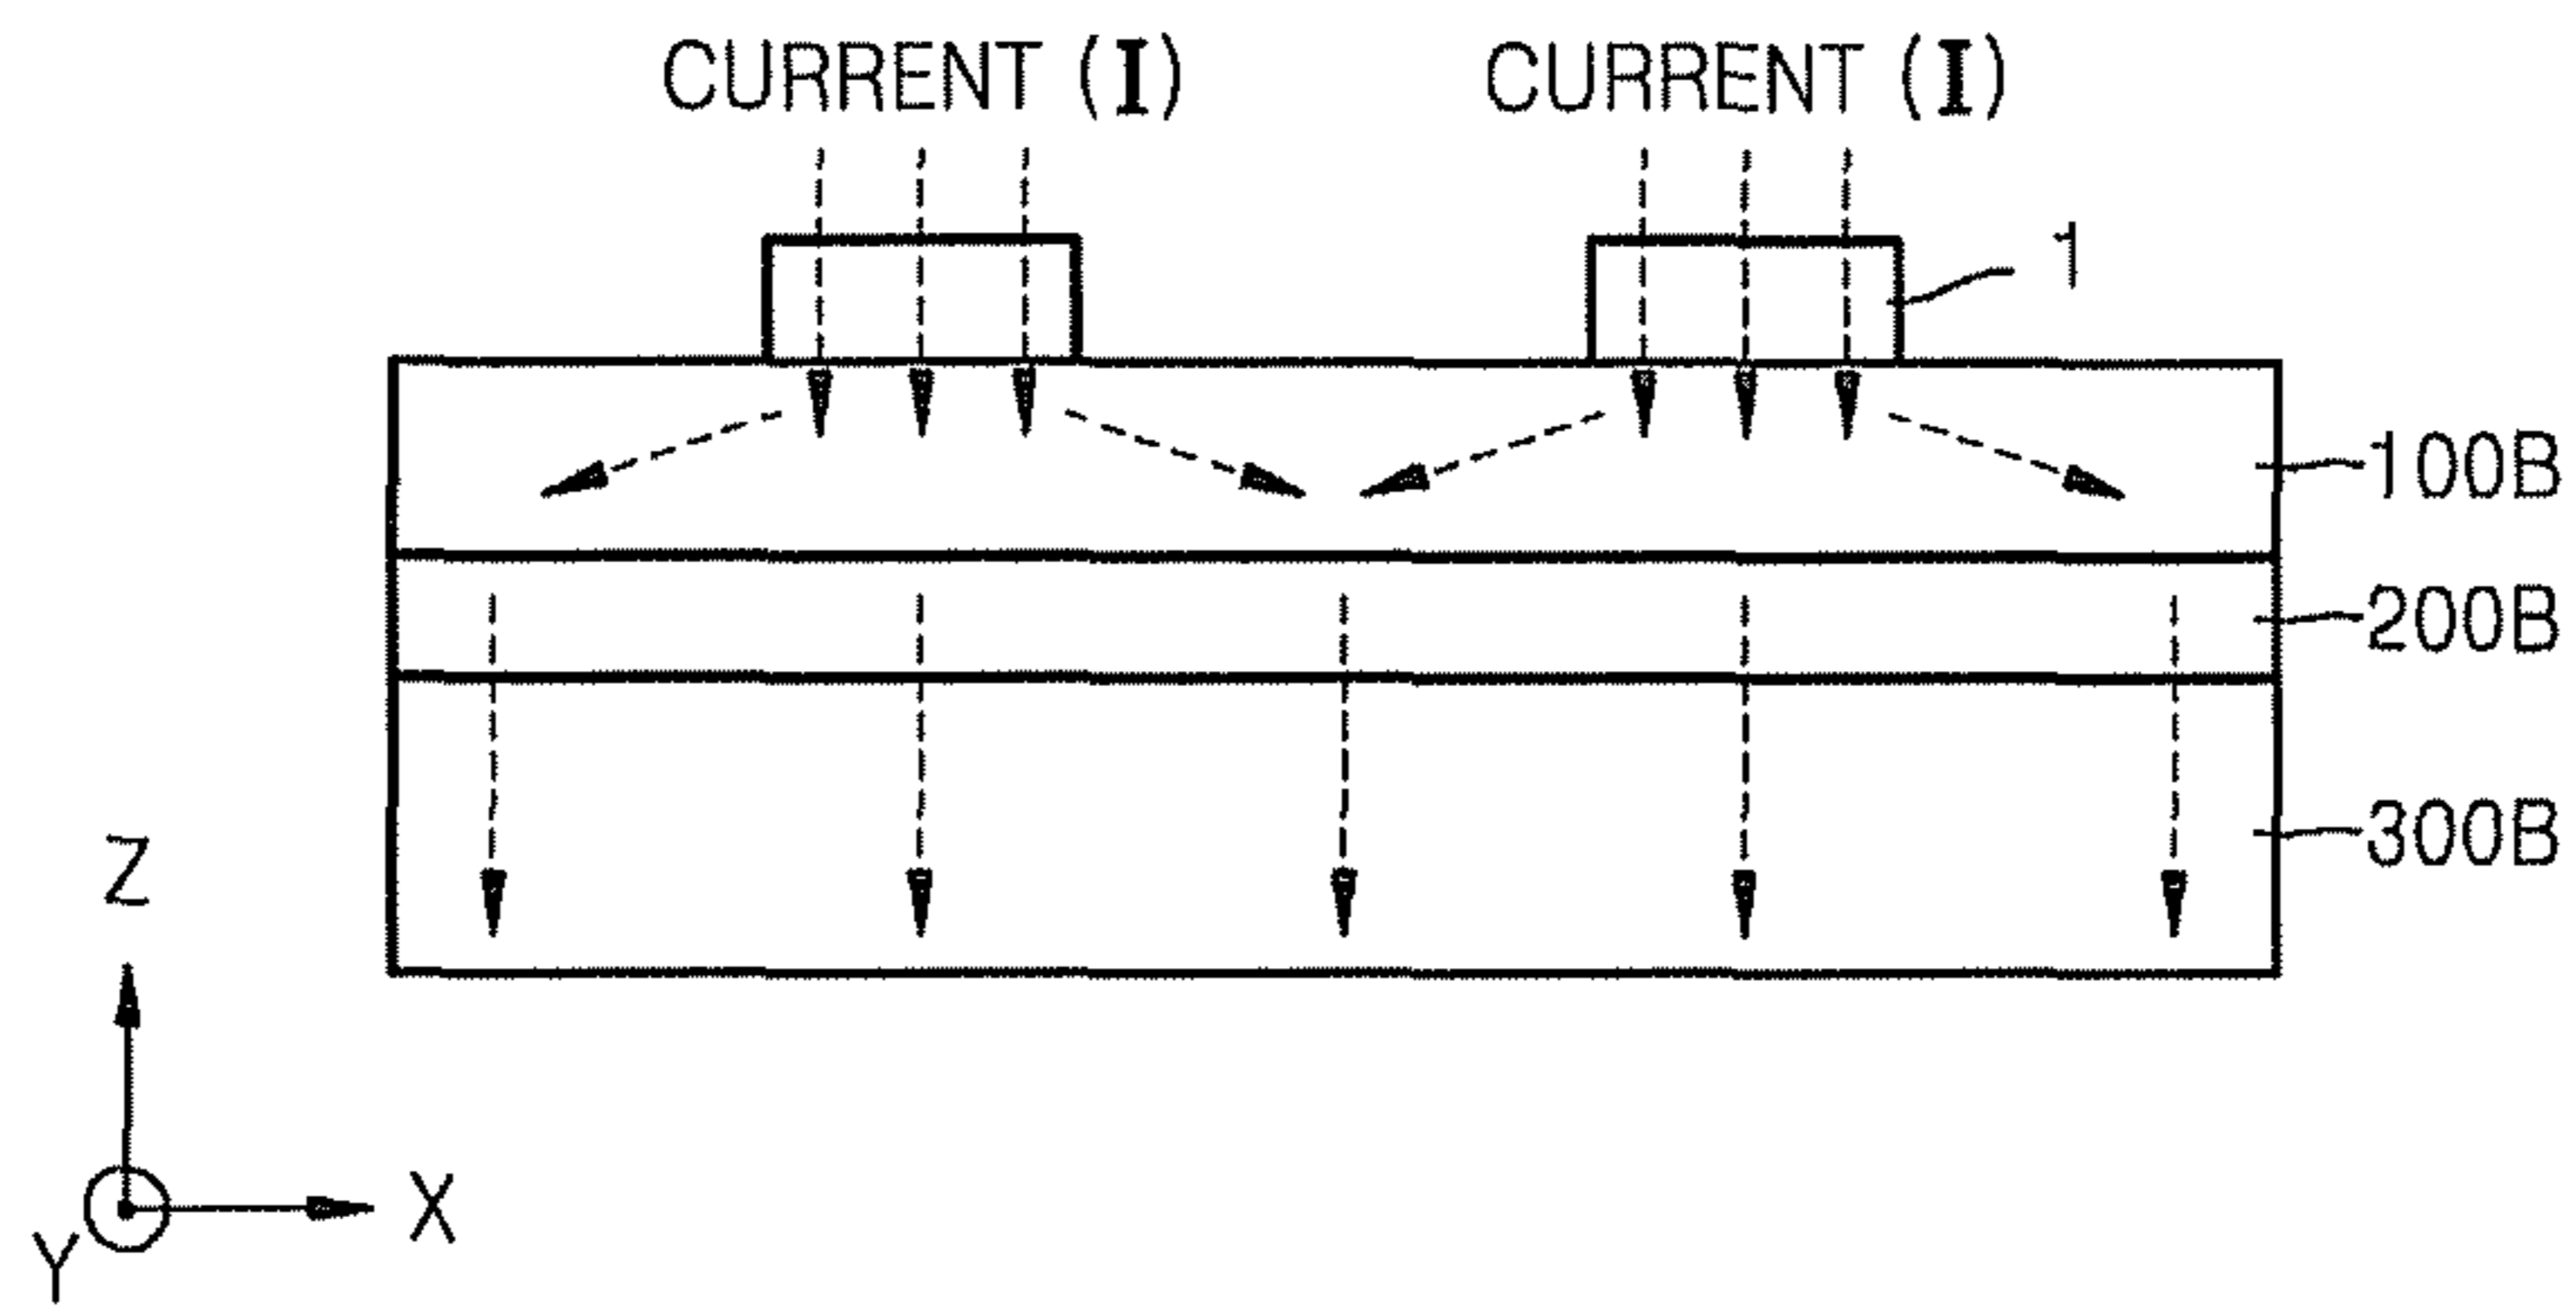 CURRENT (I) CURRENT (I)
1
100B
200B
300B
Z
X
Y